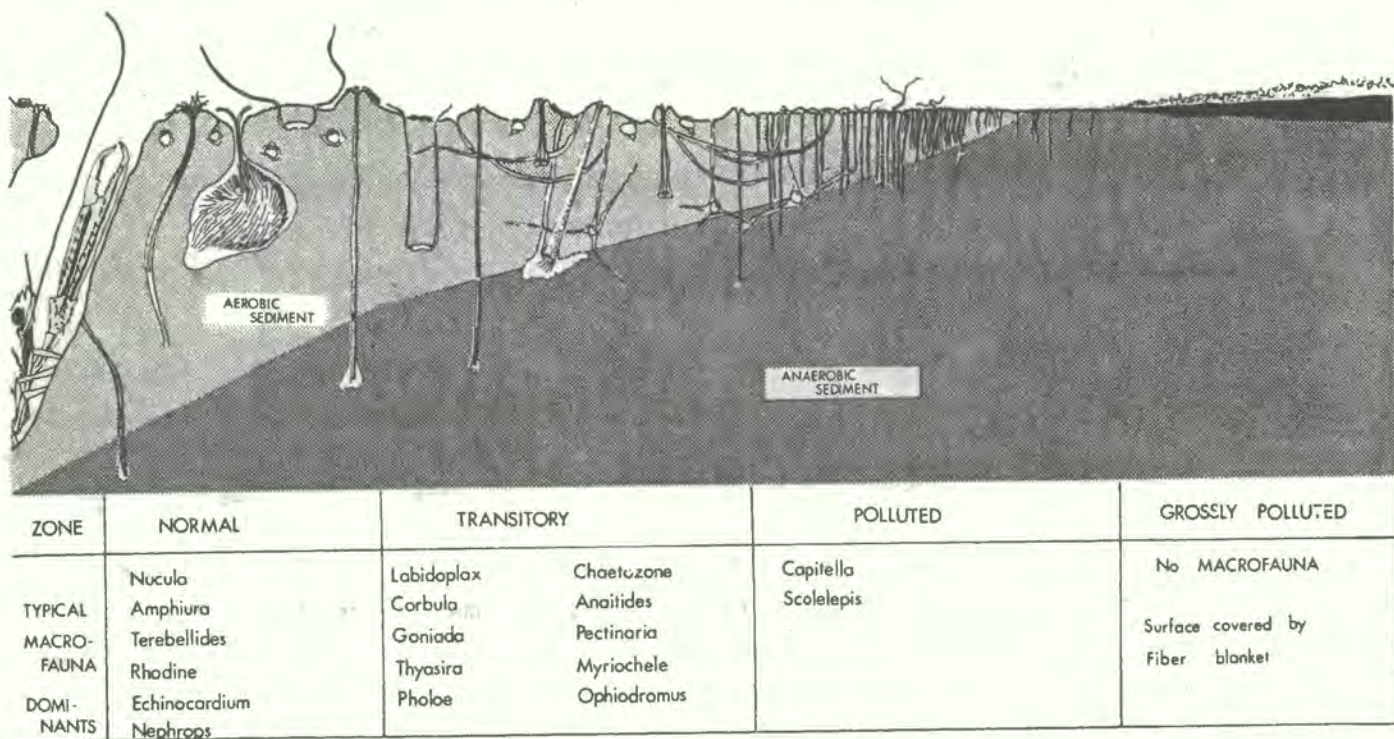 AEROBIC
SEDIMENT
ANAEROBIC
SEDIMENT
ZONE NORMAL TRANSITORY POLLUTED GROSSLY POLLUTED
TYPICAL
MACRO-
FAUNA
DOMI-
NANTS
Nucula
Amphiura
Terebellides
Rhodine
Echinocardium
Nephrops
Labidoplax
Corbula
Goniada
Thyasira
Pholoe
Chaetozone
Anaitides
Pectinaria
Myriochele
Ophiodromus
Capitella
Scolelepis
No MACROFAUNA
Surface covered by
Fiber blanket